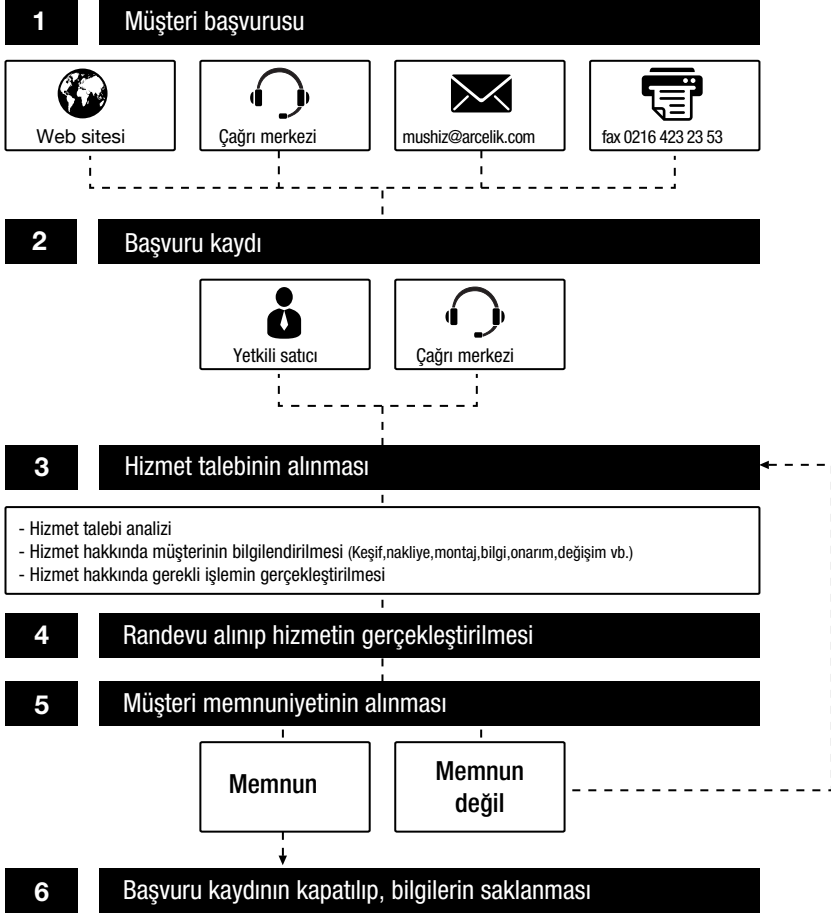 1 Müşteri başvurusu
Web sitesi
Çağrı merkezi
mushiz@arcelik.com
fax 0216 423 23 53
2 Başvuru kaydı
Yetkili satıcı
Çağrı merkezi
3 Hizmet talebinin alınması
- Hizmet talebi analizi
- Hizmet hakkında müşterinin bilgilendirilmesi (Keşif,nakliye,montaj,bilgi,onarım,değişim vb.)
- Hizmet hakkında gerekli işlemin gerçekleştirilmesi
4 Randevu alınıp hizmetin gerçekleştirilmesi
5 Müşteri memnuniyetinin alınması
Memnun
Memnun
değil
6 Başvuru kaydının kapatılıp, bilgilerin saklanması